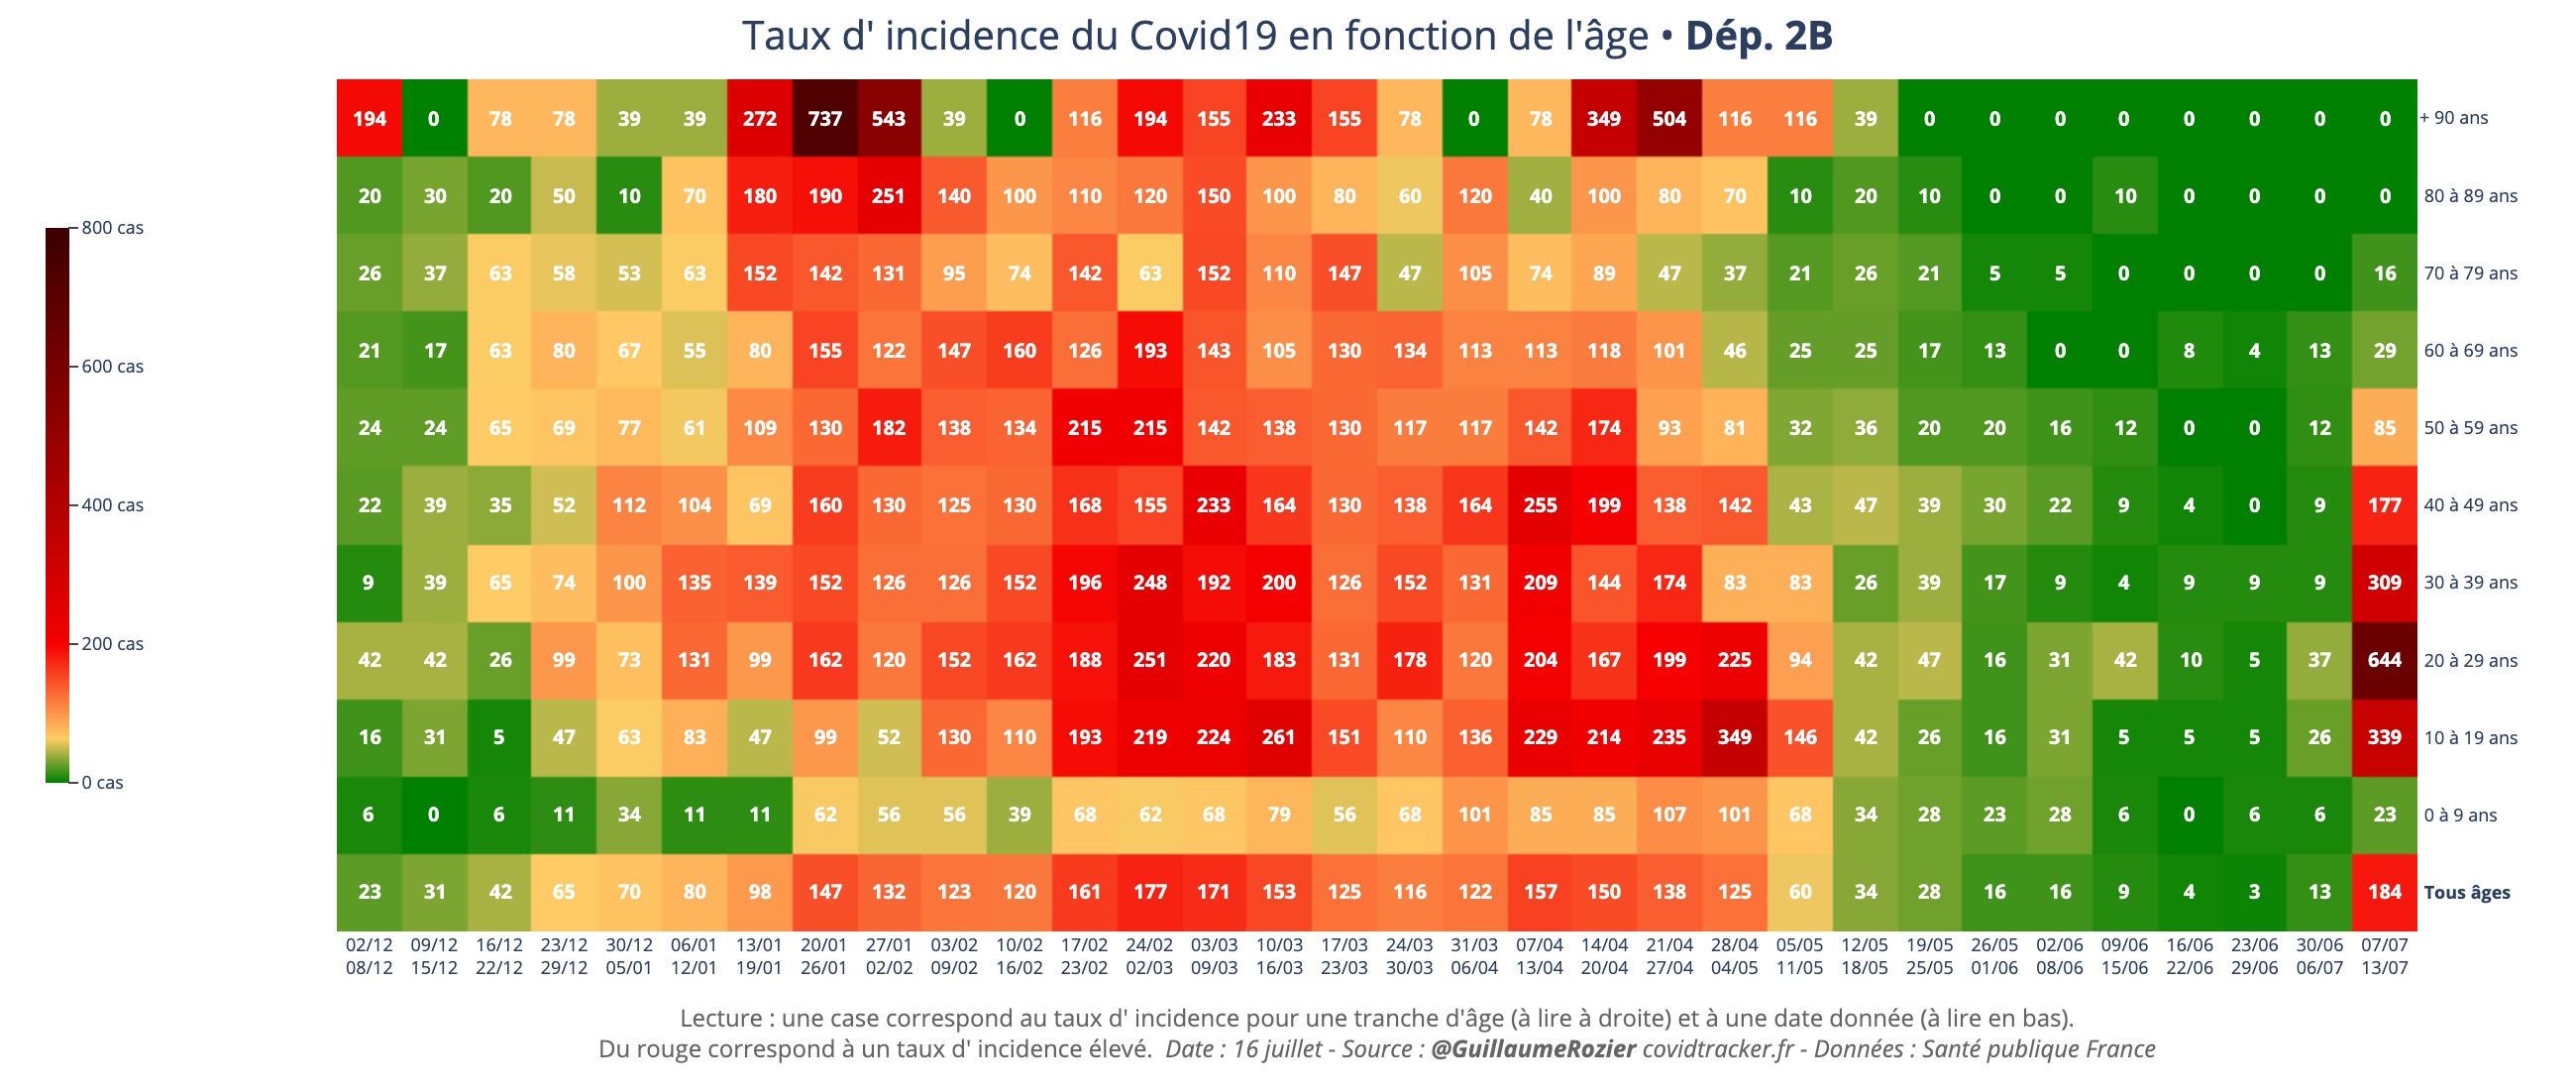 Taux d' incidence du Covid19 en fonction de l'âge • Dép. 2B
194 0 78 78 39 39 272 737 543 39 0 116 194 155 233 155 78 0 78 349 504 116 116 39 0 0 0 0 0 0 0 0 + 90 ans
20 30 20 50 10 70 180 190 251 140 100 110 120 150 100 80 60 120 40 100 80 70 10 20 10 0 0 10 0 0 0 0 80 à 89 ans
800 cas
26 37 63 58 53 63 152 142 131 95 74 142 63 152 110 147 47 105 74 89 47 37 21 26 21 5 5 0 0 0 0 16 70 à 79 ans
21 17 63 80 67 55 80 155 122 147 160 126 193 143 105 130 134 113 113 118 101 46 25 25 17 13 0 0 8 4 13 29 60 à 69 ans
600 cas
24 24 65 69 77 61 109 130 182 138 134 215 215 142 138 130 117 117 142 174 93 81 32 36 20 20 16 12 0 0 12 85 50 à 59 ans
400 cas
22 39 35 52 112 104 69 160 130 125 130 168 155 233 164 130 138 164 255 199 138 142 43 47 39 30 22 9 4 0 9 177 40 à 49 ans
9 39 65 74 100 135 139 152 126 126 152 196 248 192 200 126 152 131 209 144 174 83 83 26 39 17 9 4 9 9 9 309 30 à 39 ans
200 cas
42 42 26 99 73 131 99 162 120 152 162 188 251 220 183 131 178 120 204 167 199 225 94 42 47 16 31 42 10 5 37 644 20 à 29 ans
16 31 5 47 63 83 47 99 52 130 110 193 219 224 261 151 110 136 229 214 235 349 146 42 26 16 31 5 5 5 26 339 10 à 19 ans
0 cas
6 0 6 11 34 11 11 62 56 56 39 68 62 68 79 56 68 101 85 85 107 101 68 34 28 23 28 6 0 6 6 23 0 à 9 ans
23 31 42 65 70 80 98 147 132 123 120 161 177 171 153 125 116 122 157 150 138 125 60 34 28 16 16 9 4 3 13 184 Tous âges
02/12 09/12 16/12 23/12 30/12 06/01 13/01 20/01 27/01 03/02 10/02 17/02 24/02 03/03 10/03 17/03 24/03 31/03 07/04 14/04 21/04 28/04 05/05 12/05 19/05 26/05 02/06 09/06 16/06 23/06 30/06 07/07
08/12 15/12 22/12 29/12 05/01 12/01 19/01 26/01 02/02 09/02 16/02 23/02 02/03 09/03 16/03 23/03 30/03 06/04 13/04 20/04 27/04 04/05 11/05 18/05 25/05 01/06 08/06 15/06 22/06 29/06 06/07 13/07
Lecture : une case correspond au taux d' incidence pour une tranche d'âge (à lire à droite) et à une date donnée (à lire en bas).
Du rouge correspond à un taux d' incidence élevé. Date : 16 juillet - Source : @GuillaumeRozier covidtracker.fr - Données : Santé publique France